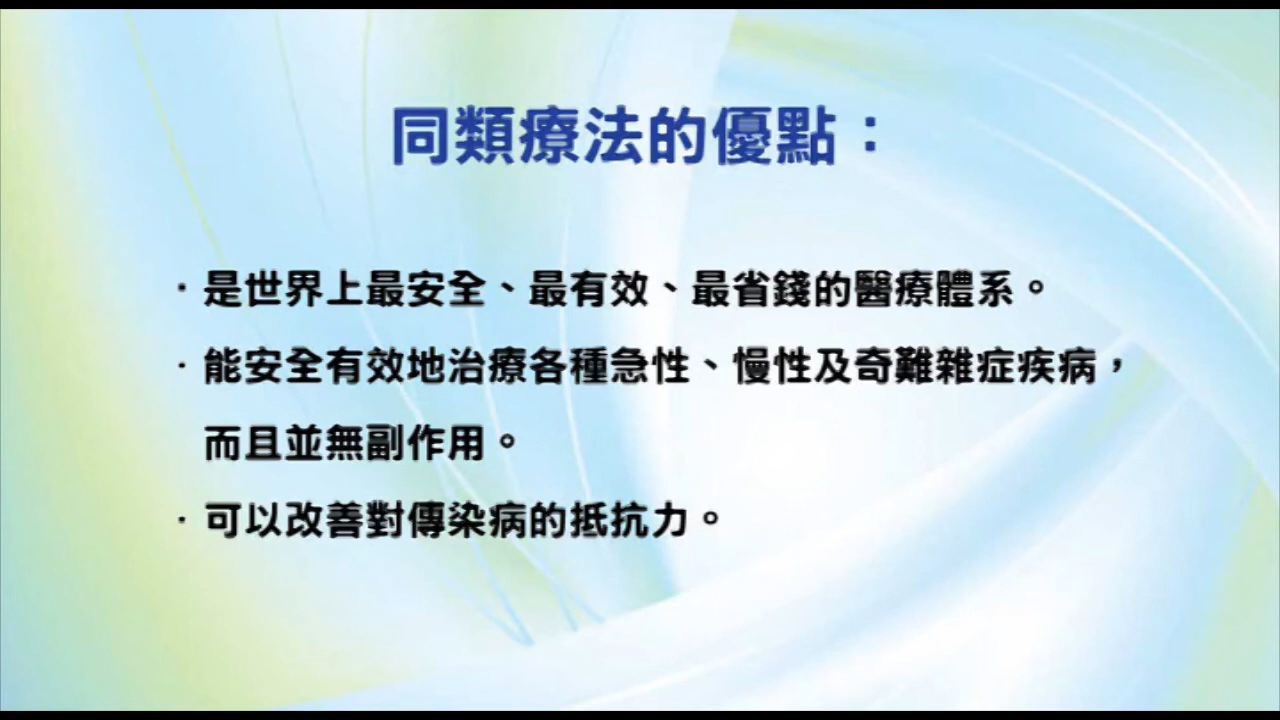 同類療法的優點：
·是世界上最安全、最有效、最省錢的醫療體系。
·能安全有效地治療各種急性、慢性及奇難雜症疾病，
而且並無副作用。
·可以改善對傳染病的抵抗力。